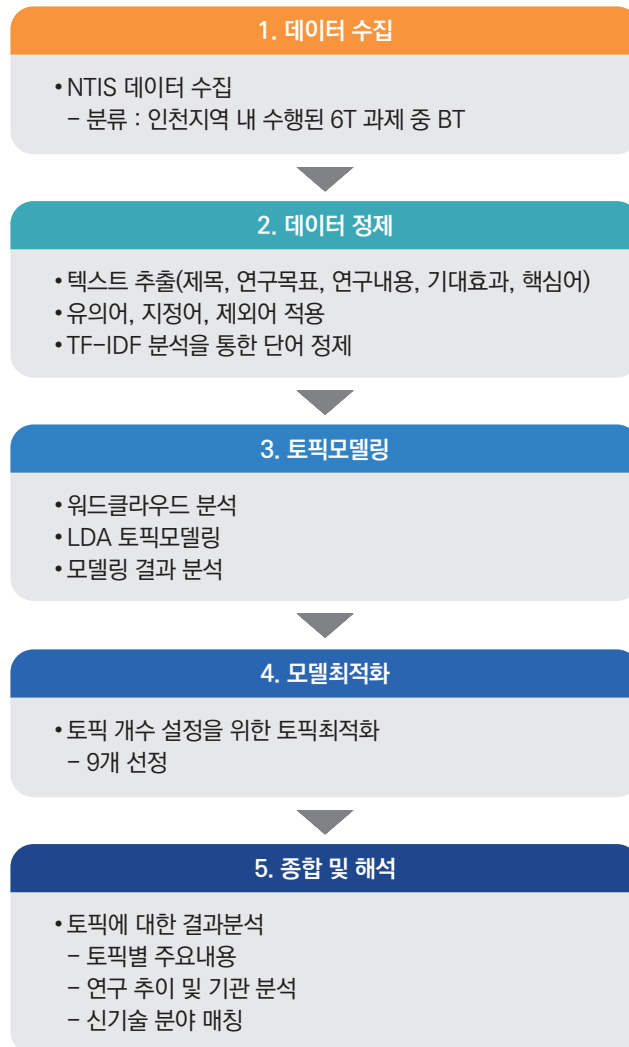 1. 데이터 수집
• NTIS 데이터 수집
- 분류 : 인천지역 내 수행된 6T 과제 중 BT
2. 데이터 정제
• 텍스트 추출(제목, 연구목표, 연구내용, 기대효과, 핵심어)
• 유의어, 지정어, 제외어 적용
• TF-IDF 분석을 통한 단어 정제
3. 토픽모델링
• 워드클라우드 분석
• LDA 토픽모델링
• 모델링 결과 분석
4. 모델최적화
• 토픽 개수 설정을 위한 토픽최적화
- 9개 선정
5. 종합 및 해석
• 토픽에 대한 결과분석
- 토픽별 주요내용
- 연구 추이 및 기관 분석
- 신기술 분야 매칭